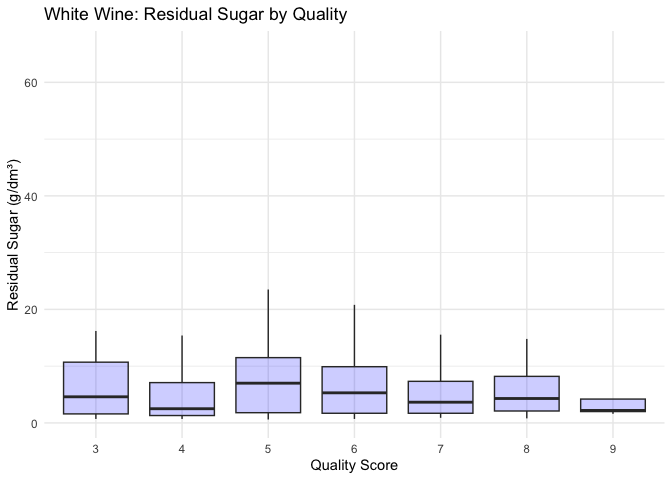 White Wine: Residual Sugar by Quality
Residual Sugar (g/dm³)
60
40
20
0
3 4 5 6 7 8 9
Quality Score